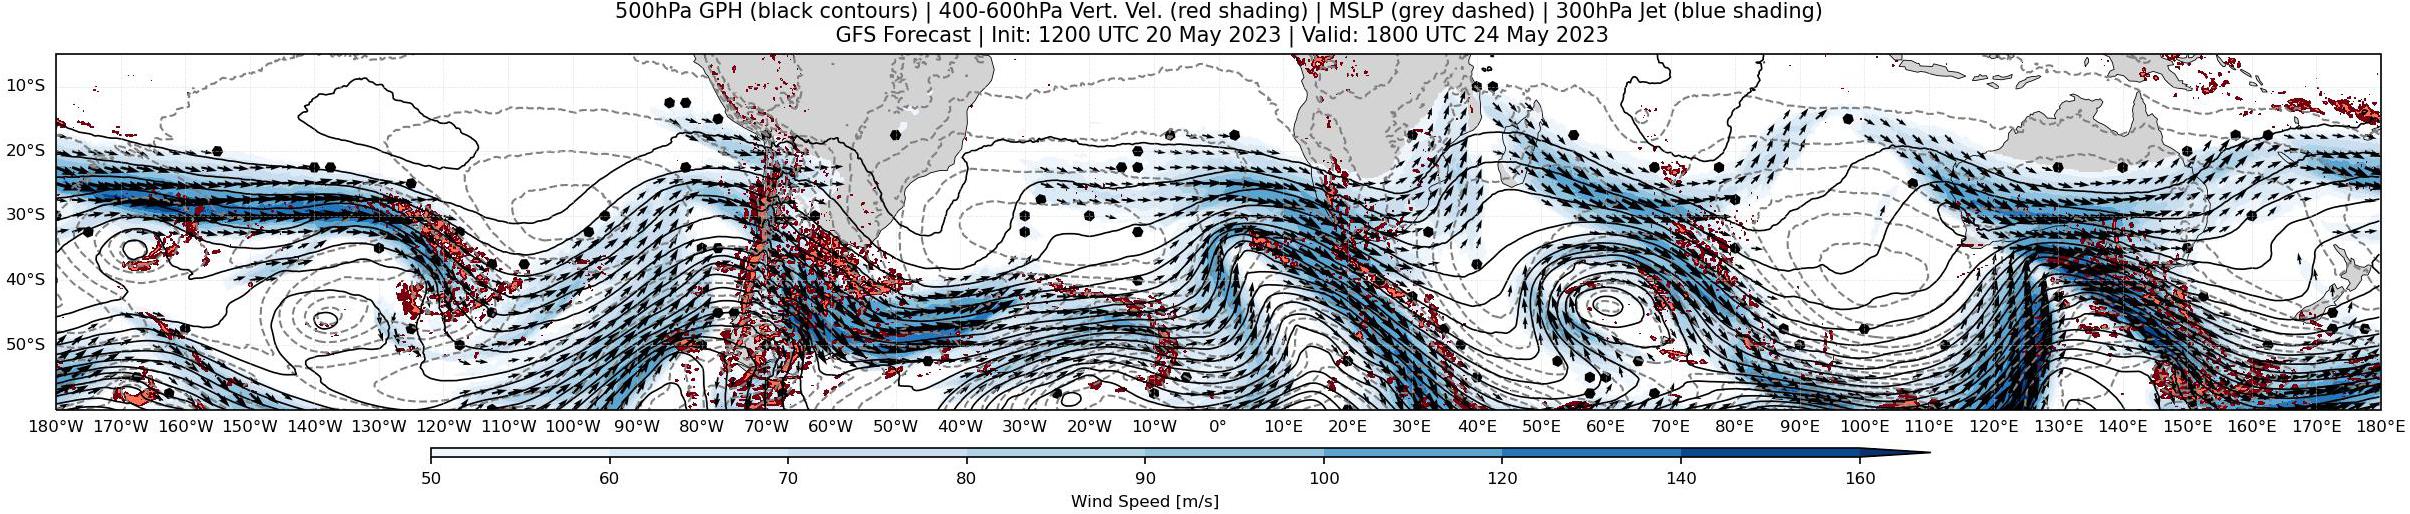 500hPa GPH (black contours) | 400-600hPa Vert. Vel. (red shading) | MSLP (grey dashed) | 300hPa Jet (blue shading)
GFS Forecast | Init: 1200 UTC 20 May 2023 | Valid: 1800 UTC 24 May 2023
10°S
20°S
30°S
40°S
50°S
180°W 170°W 160°W 150°W 140°W 130°W 120°W 110°W 100°W 90°W 80°W 70°W 60°W 50°W 40°W 30°W 20°W 10°W 0° 10°E 20°E 30°E 40°E 50°E 60°E 70°E 80°E 90°E 100°E 110°E 120°E 130°E 140°E 150°E 160°E 170°E 180°E
50 60 70 80 90 100 120 140 160
Wind Speed [m/s]